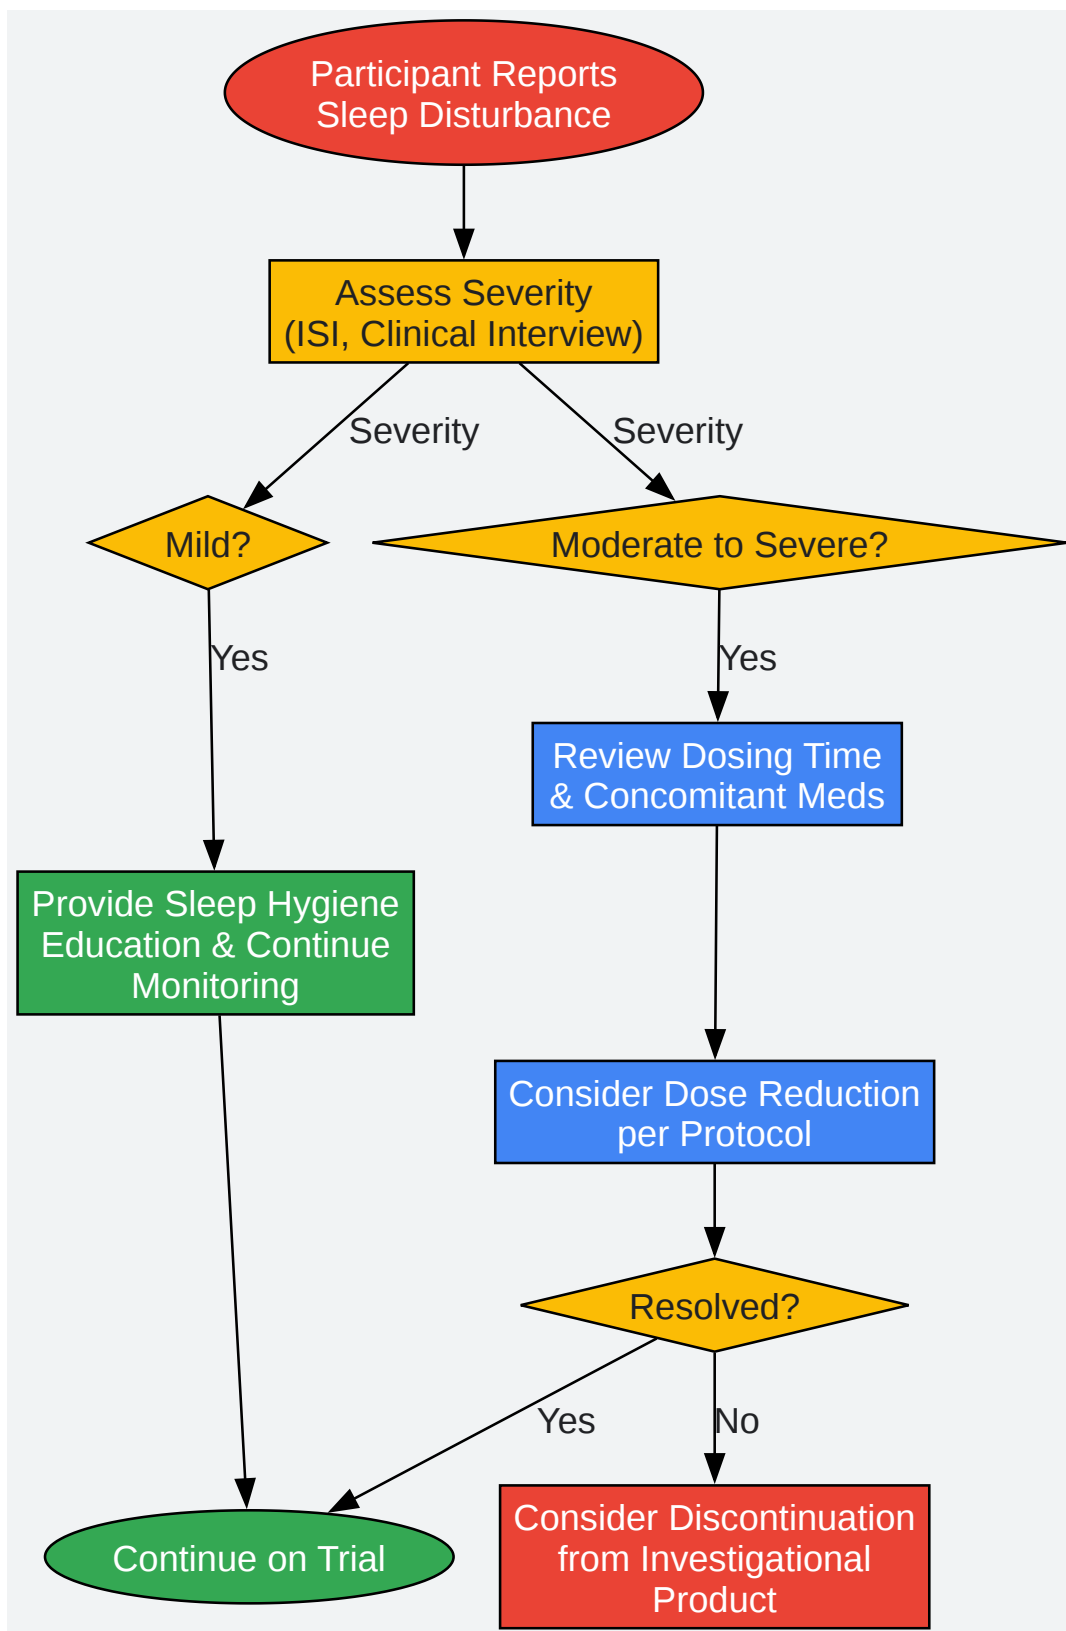 Participant Reports
Sleep Disturbance
Assess Severity
(ISI, Clinical Interview)
Severity
Severity
Mild?
Moderate to Severe?
Yes
Yes
Review Dosing Time
& Concomitant Meds
Provide Sleep Hygiene
Education & Continue
Monitoring
Consider Dose Reduction
per Protocol
Resolved?
Yes
No
Continue on Trial
Consider Discontinuation
from Investigational
Product